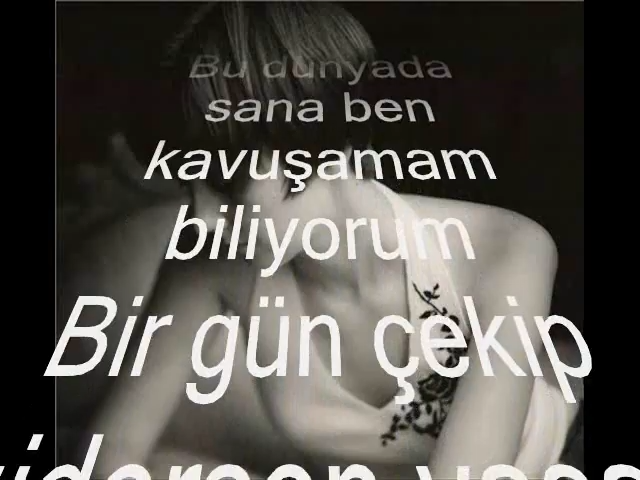 Bu dünyada
sana ben
kavuşamam
biliyorum
Bir gün çekip